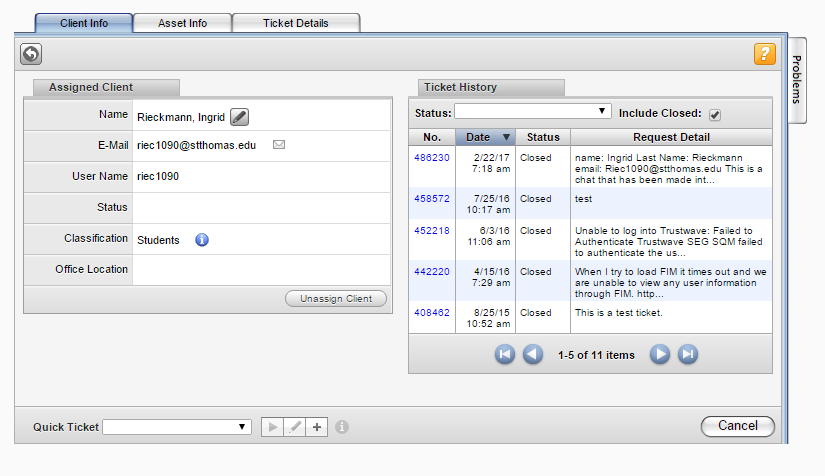 Client Info Asset Info Ticket Details
?
Problems
Assigned Client
Name Rieckmann, Ingrid
E-Mail riec1090@stthomas.edu
User Name riec1090
Status
Classification Students i
Office Location
Unassign Client
Ticket History
Status: Include Closed:
No. Date Status Request Detail
486230 2/22/17 Closed name: Ingrid Last Name: Rieckmann
7:18 am email: Riec1090@stthomas.edu This is a
chat that has been made int...
458572 7/25/16 Closed test
10:17 am
452218 6/3/16 Closed Unable to log into Trustwave: Failed to
11:06 am Authenticate Trustwave SEG SQM failed
to authenticate the us...
442220 4/15/16 Closed When I try to load FIM it times out and we
7:29 am are unable to view any user information
through FIM. http...
408462 8/25/15 Closed This is a test ticket.
10:52 am
1-5 of 11 items
Quick Ticket + i
Cancel